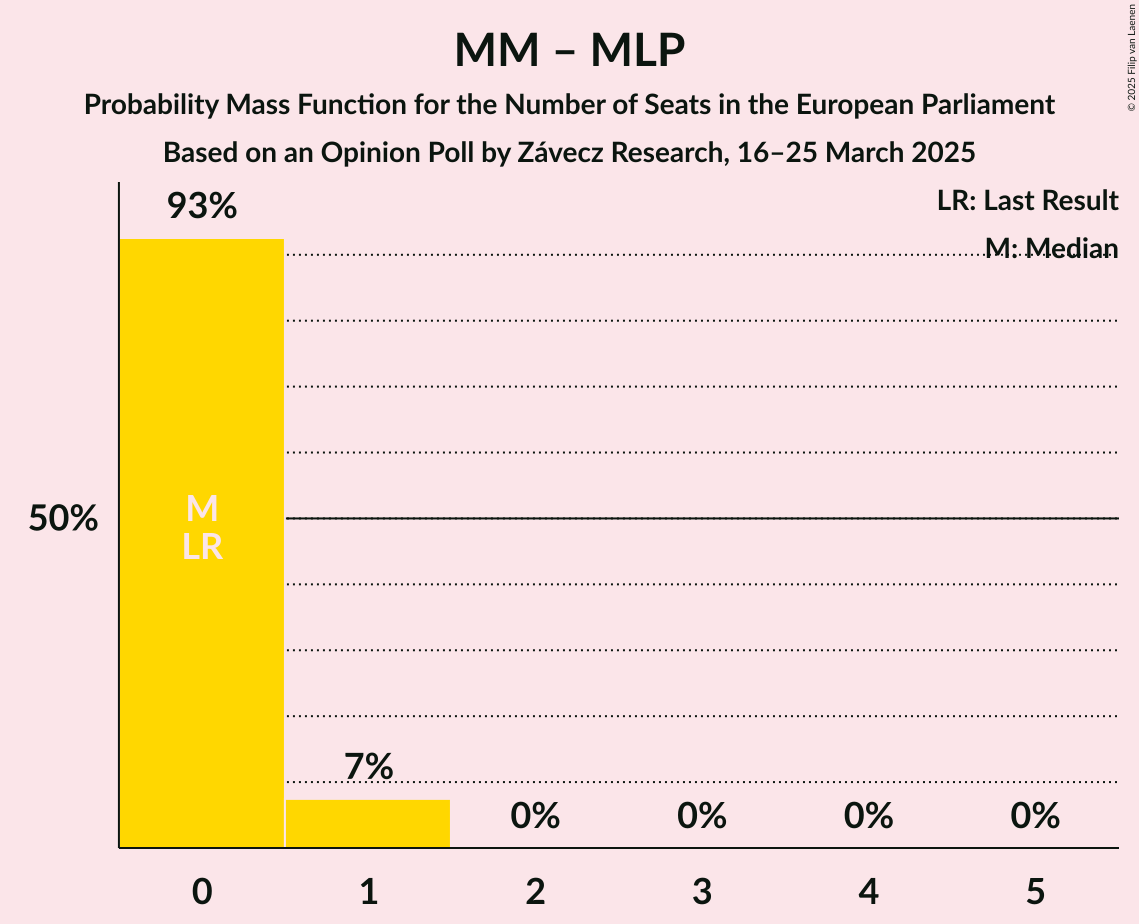 MM – MLP
Probability Mass Function for the Number of Seats in the European Parliament
Based on an Opinion Poll by Závecz Research, 16–25 March 2025
© 2025 Filip van Laenen
LR: Last Result
M: Median
93%
50%
M
LR
7%
0%
0%
0%
0%
0
1
2
3
4
5